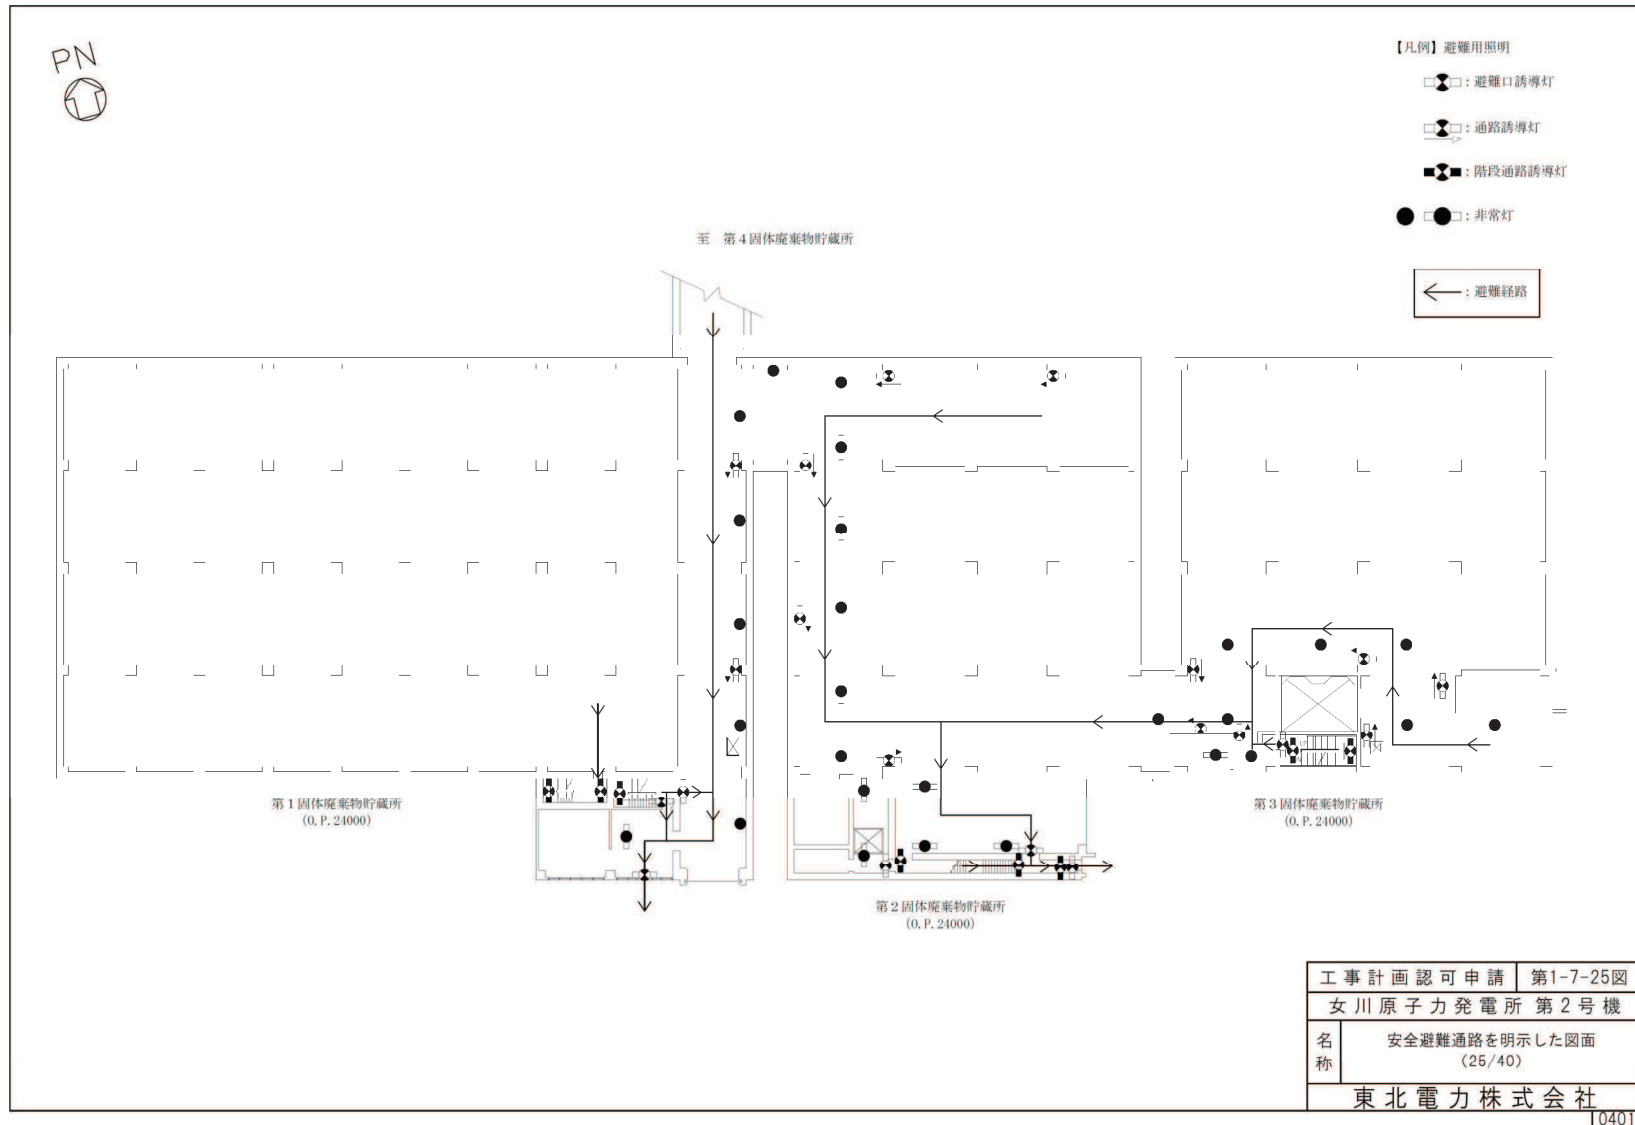 PN
【凡例】避難用照明
：避難口誘導灯
：通路誘導灯
：階段通路誘導灯
：非常灯
：避難経路
至　第４固体廃棄物貯蔵所
第１固体廃棄物貯蔵所
(O.P.24000)
第３固体廃棄物貯蔵所
(O.P.24000)
第２固体廃棄物貯蔵所
(O.P.24000)
工事計画認可申請　第1-7-25図
女川原子力発電所 第２号機
名称　安全避難通路を明示した図面
（25/40）
東北電力株式会社
0401